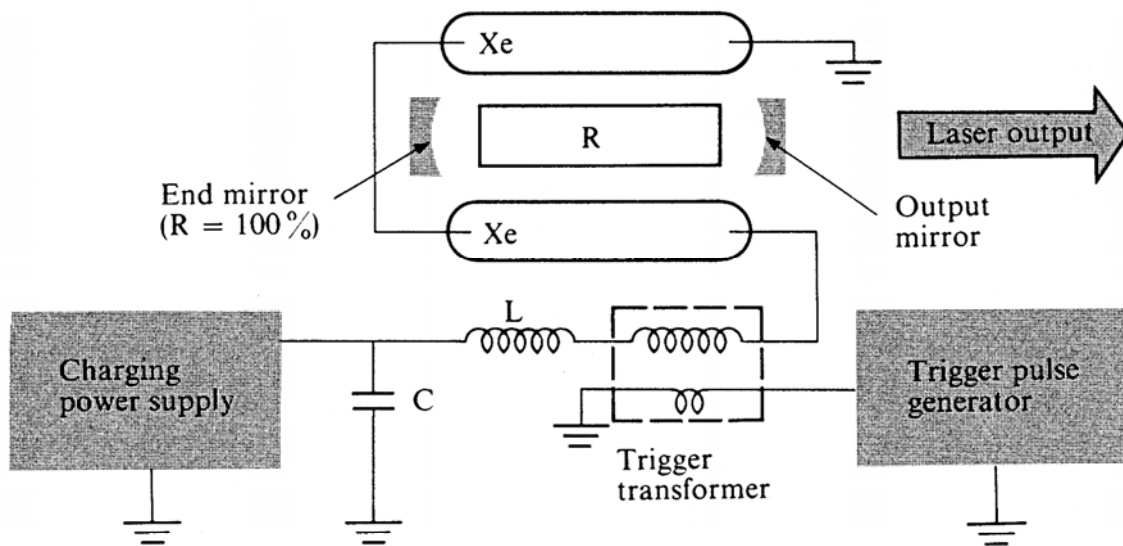 Xe
R
Laser output
End mirror
(R = 100%)
Xe
Output
mirror
L
Charging
power supply
C
Trigger pulse
generator
Trigger
transformer